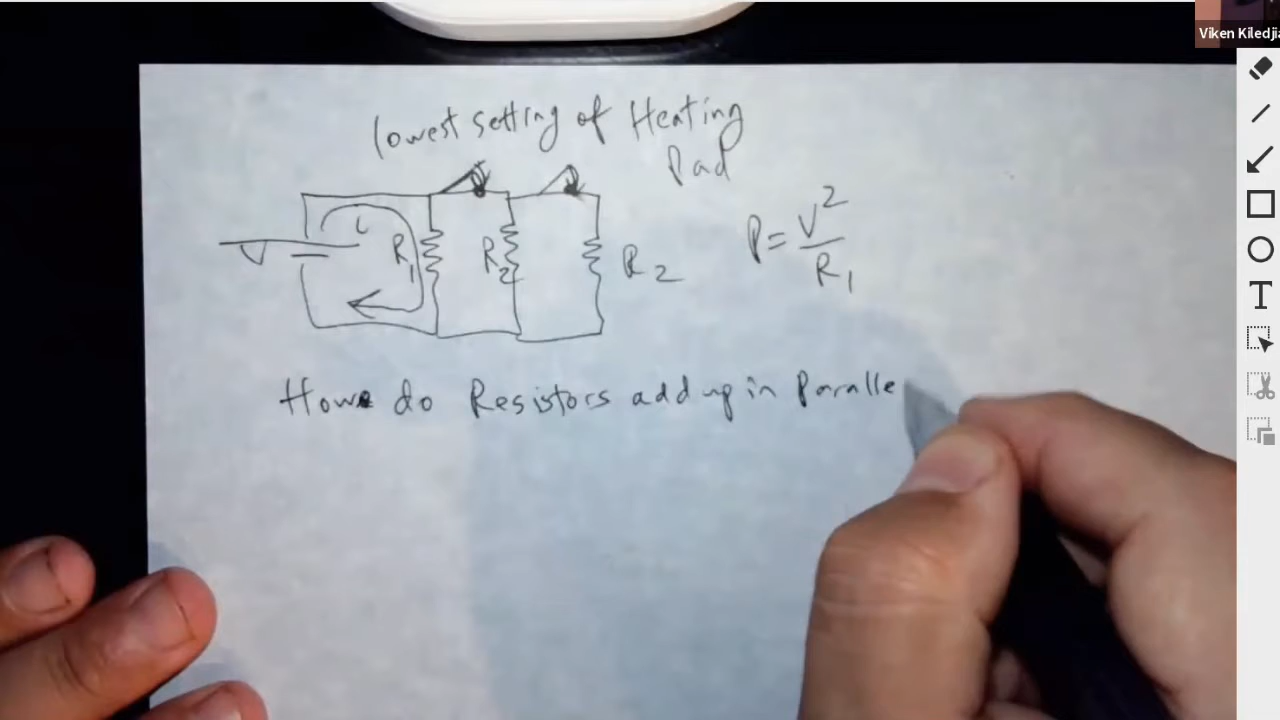 Viken Kiledji
lowest setting of Heating
Pad
V
i
R1
R2
R2
P = V²/R1
How do Resistors add up in Paralle
T